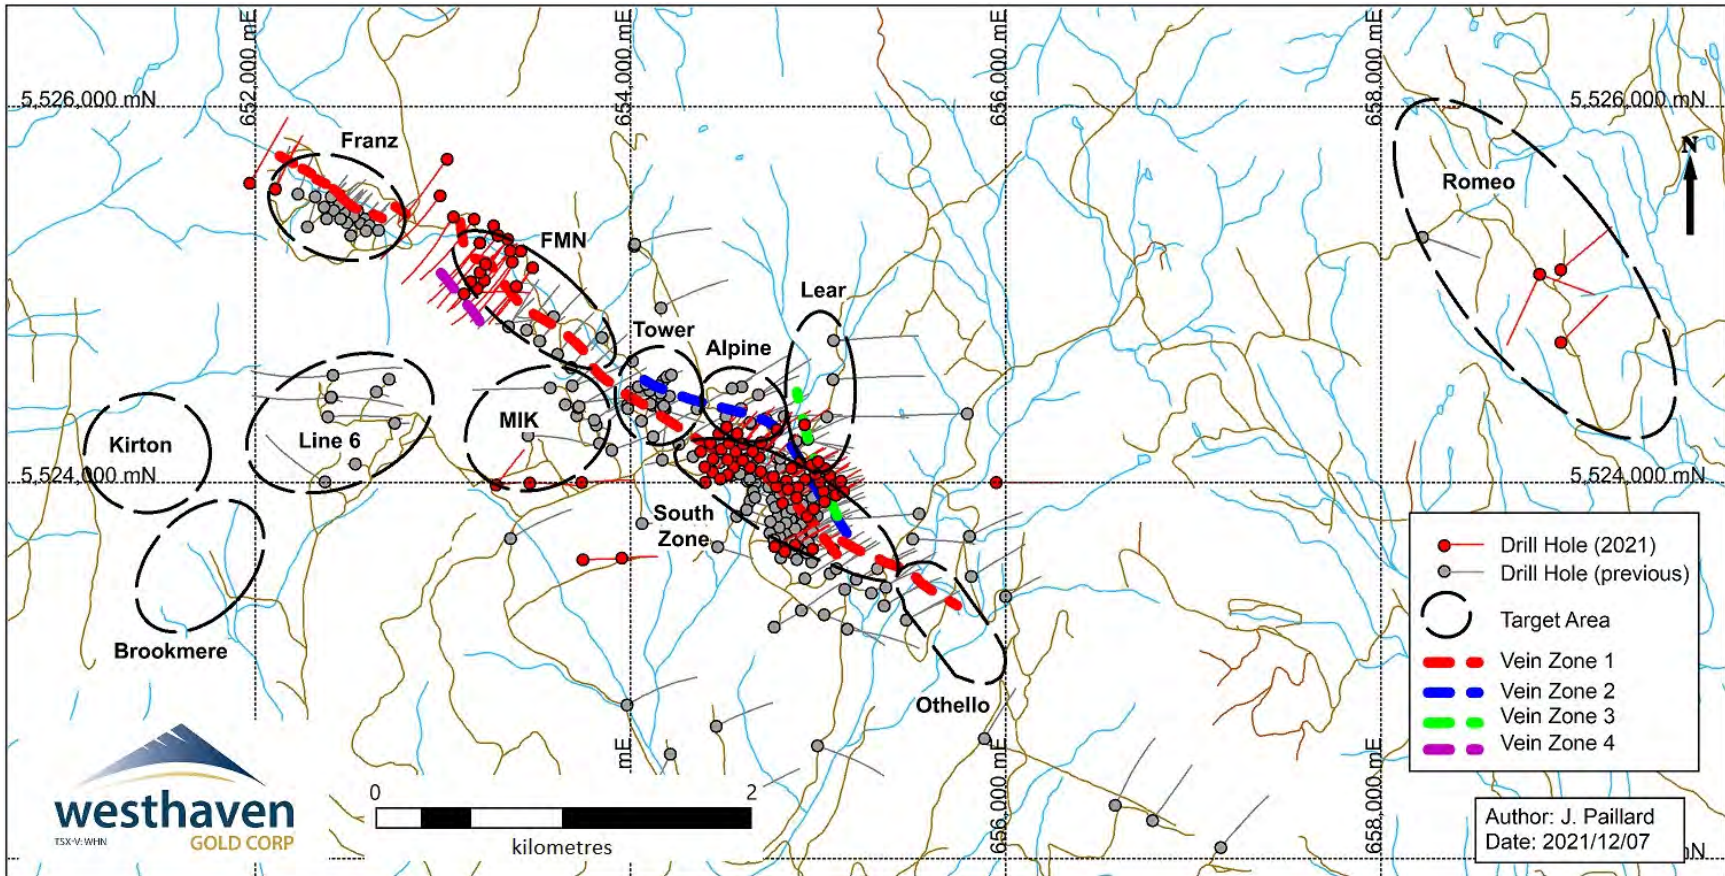 652,000 mE
654,000 mE
656,000 mE
658,000 mE
5,526,000 mN
5,526,000 mN
Franz
N
Romeo
FMN
Lear
Tower
Alpine
MIK
Kirton
Line 6
5,524,000 mN
5,524,000 mN
South
Zone
Brookmere
Othello
Drill Hole (2021)
Drill Hole (previous)
Target Area
Vein Zone 1
Vein Zone 2
Vein Zone 3
Vein Zone 4
mE
656,000 mE
658,000 mE
westhaven
TSX-V: WHN
GOLD CORP
0
2
kilometres
Author: J. Paillard
Date: 2021/12/07